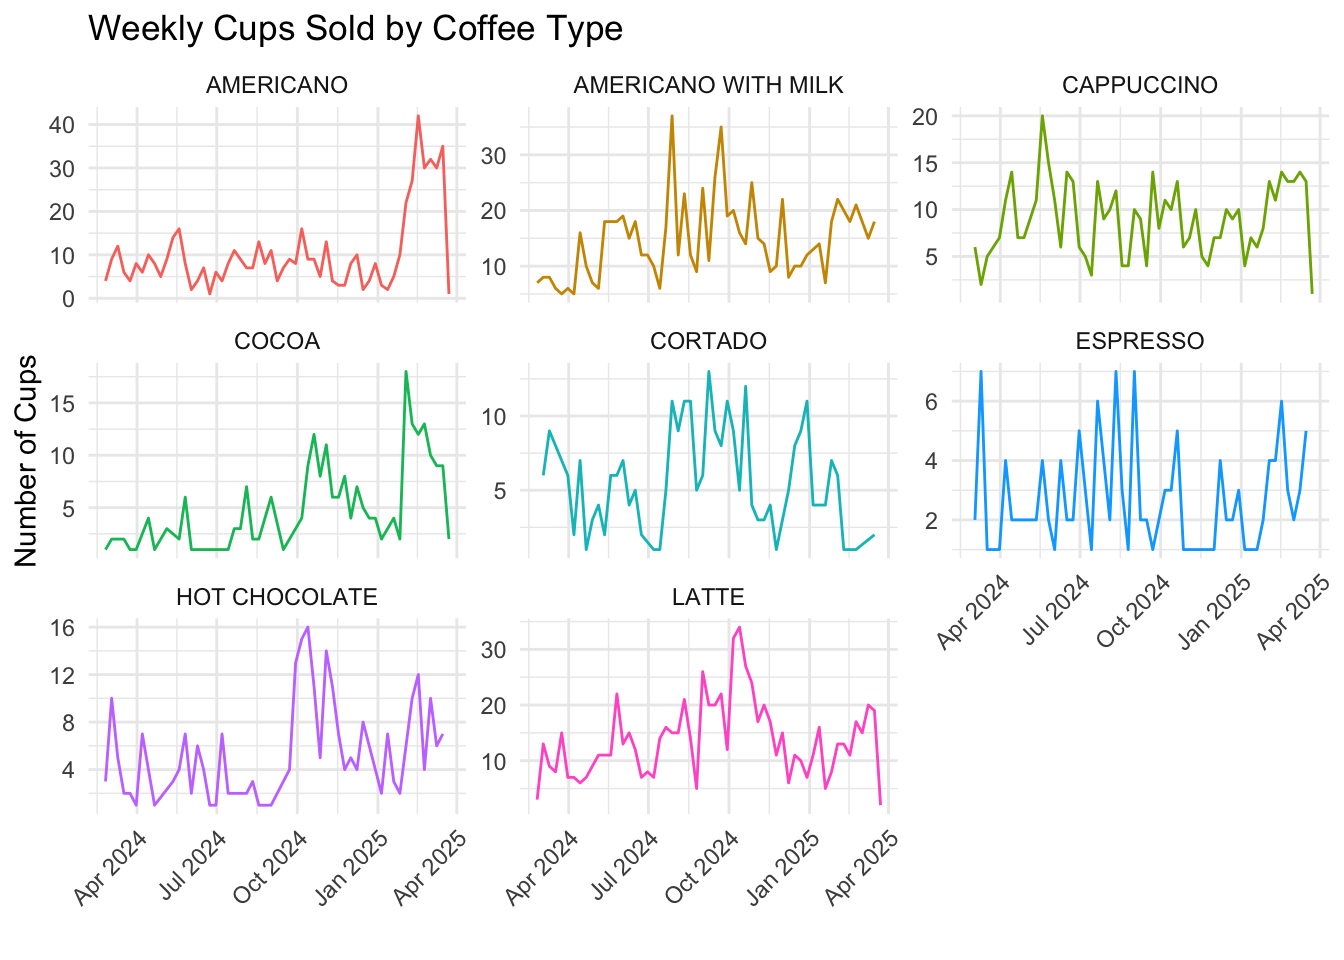 Weekly Cups Sold by Coffee Type
AMERICANO
AMERICANO WITH MILK
CAPPUCCINO
40
30
20
10
0
30
20
10
20
15
10
5
COCOA
CORTADO
ESPRESSO
15
10
5
10
5
6
4
2
Number of Cups
Apr 2024
Jul 2024
Oct 2024
Jan 2025
Apr 2025
HOT CHOCOLATE
LATTE
16
12
8
4
30
20
10
Apr 2024
Jul 2024
Oct 2024
Jan 2025
Apr 2025
Apr 2024
Jul 2024
Oct 2024
Jan 2025
Apr 2025